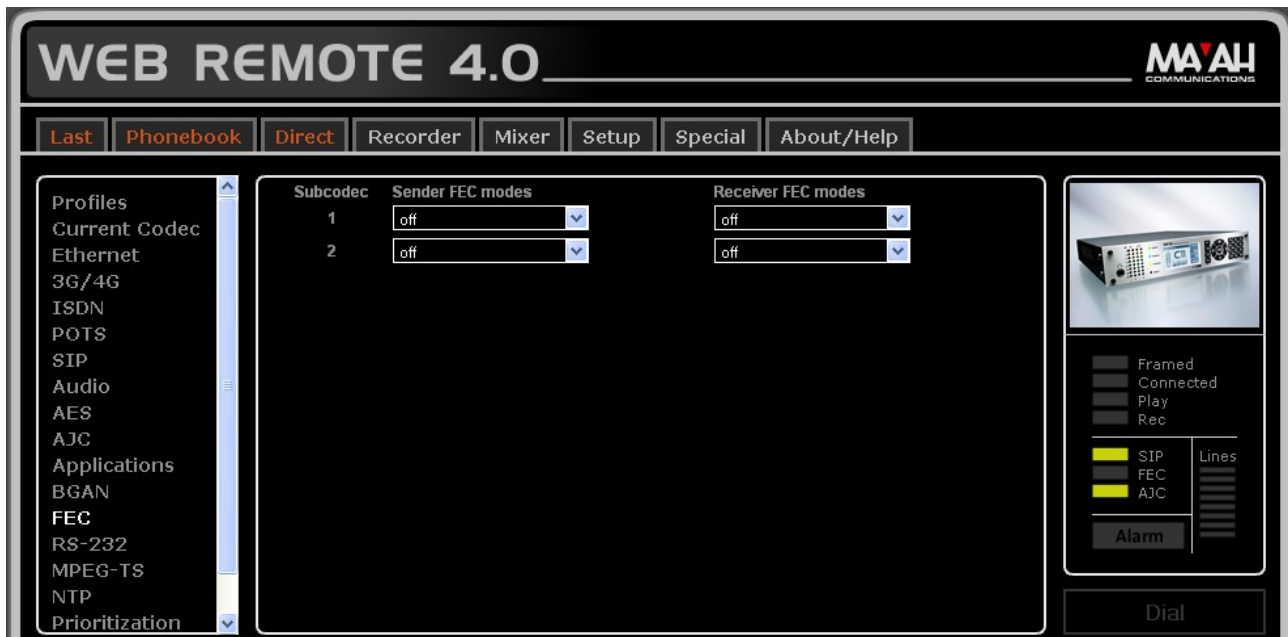 WEB REMOTE 4.0
MAYAH
COMMUNICATIONS
Last Phonebook Direct Recorder Mixer Setup Special About/Help
Profiles
Current Codec
Ethernet
3G/4G
ISDN
POTS
SIP
Audio
AES
AJC
Applications
BGAN
FEC
RS-232
MPEG-TS
NTP
Prioritization
Subcodec Sender FEC modes Receiver FEC modes
1 off off
2 off off
Framed
Connected
Play
Rec
SIP Lines
FEC
AJC
Alarm
Dial